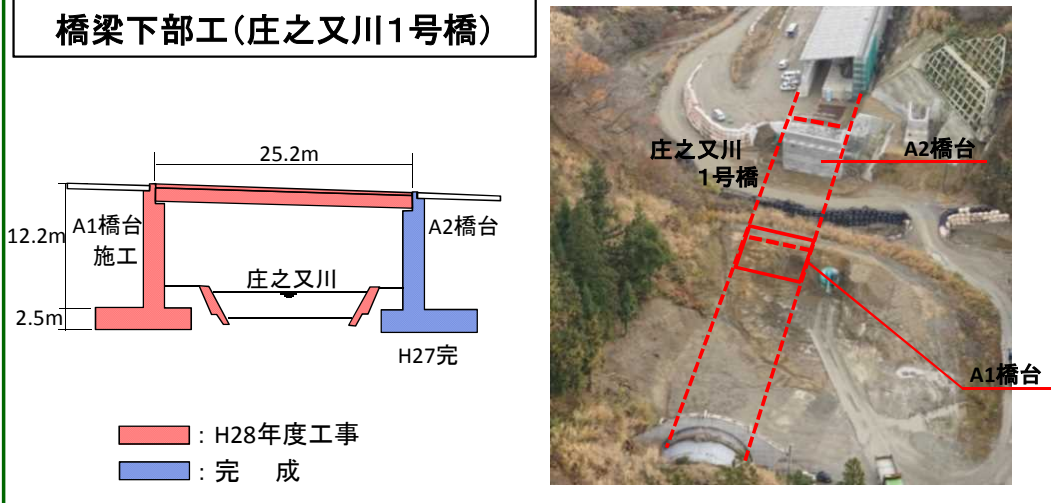 橋梁下部工(庄之又川1号橋)
25.2m
12.2m
A1橋台
施工
A2橋台
庄之又川
2.5m
H27完
：H28年度工事
：完　成
庄之又川
1号橋
A2橋台
A1橋台